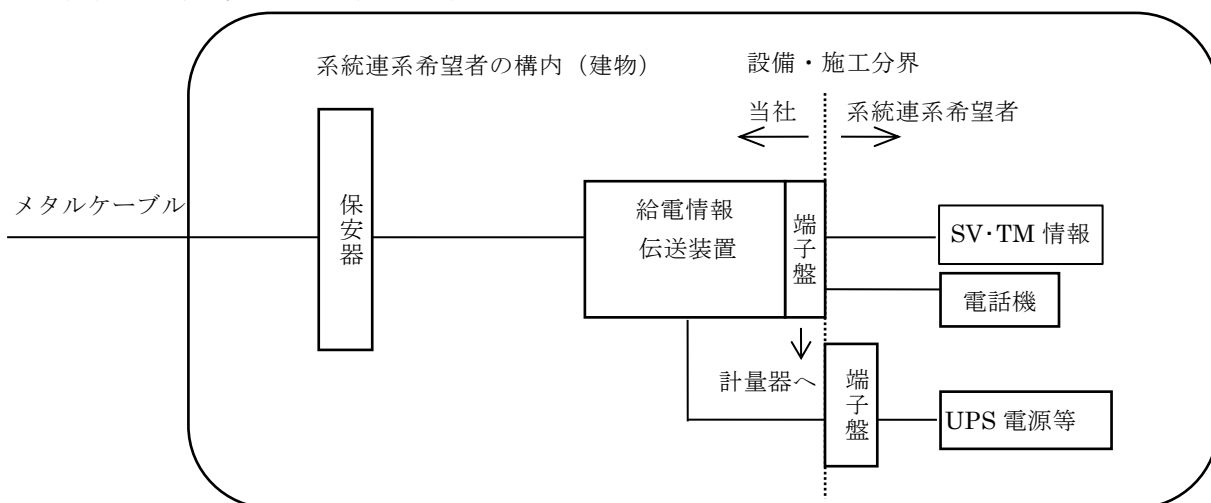 系統連系希望者の構内（建物）
設備・施工分界
当社
系統連系希望者
メタルケーブル
保安器
給電情報
伝送装置
端子盤
SV･TM 情報
電話機
計量器へ
端子盤
UPS 電源等